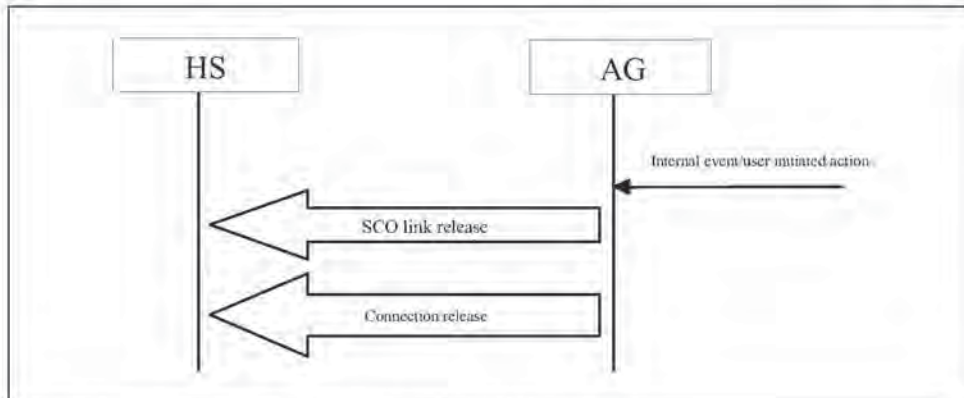 HS
AG
Internal event/user initiated action
SCO link release
Connection release